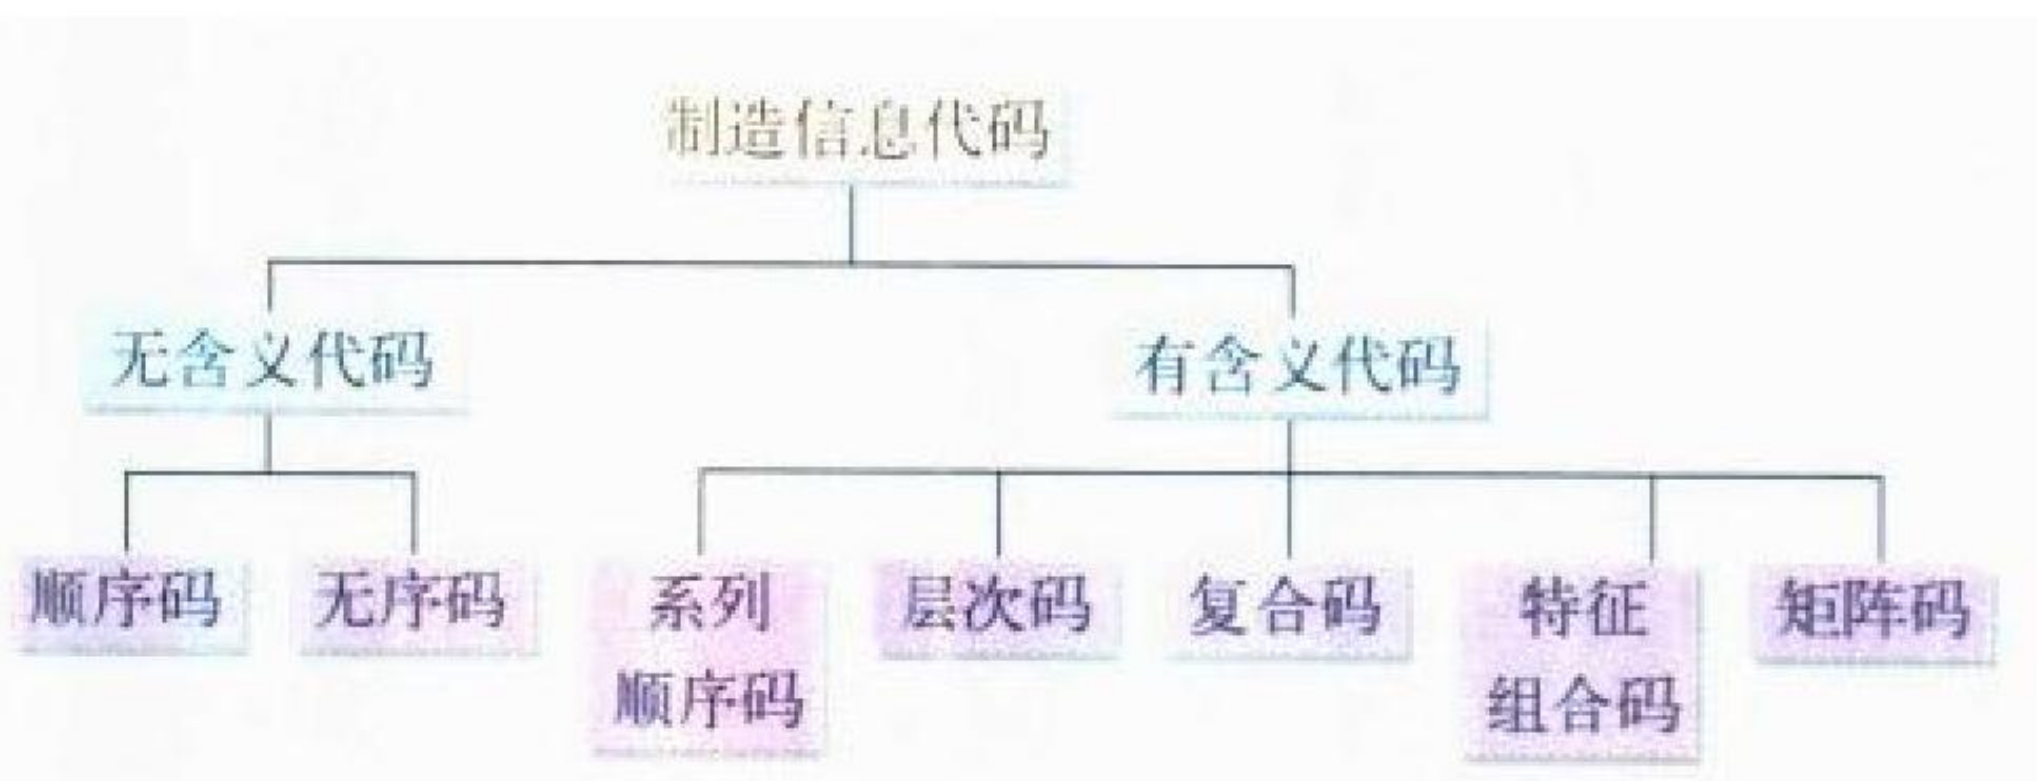 制造信息代码
无含义代码
有含义代码
顺序码
无序码
系列
顺序码
层次码
复合码
特征
组合码
矩阵码